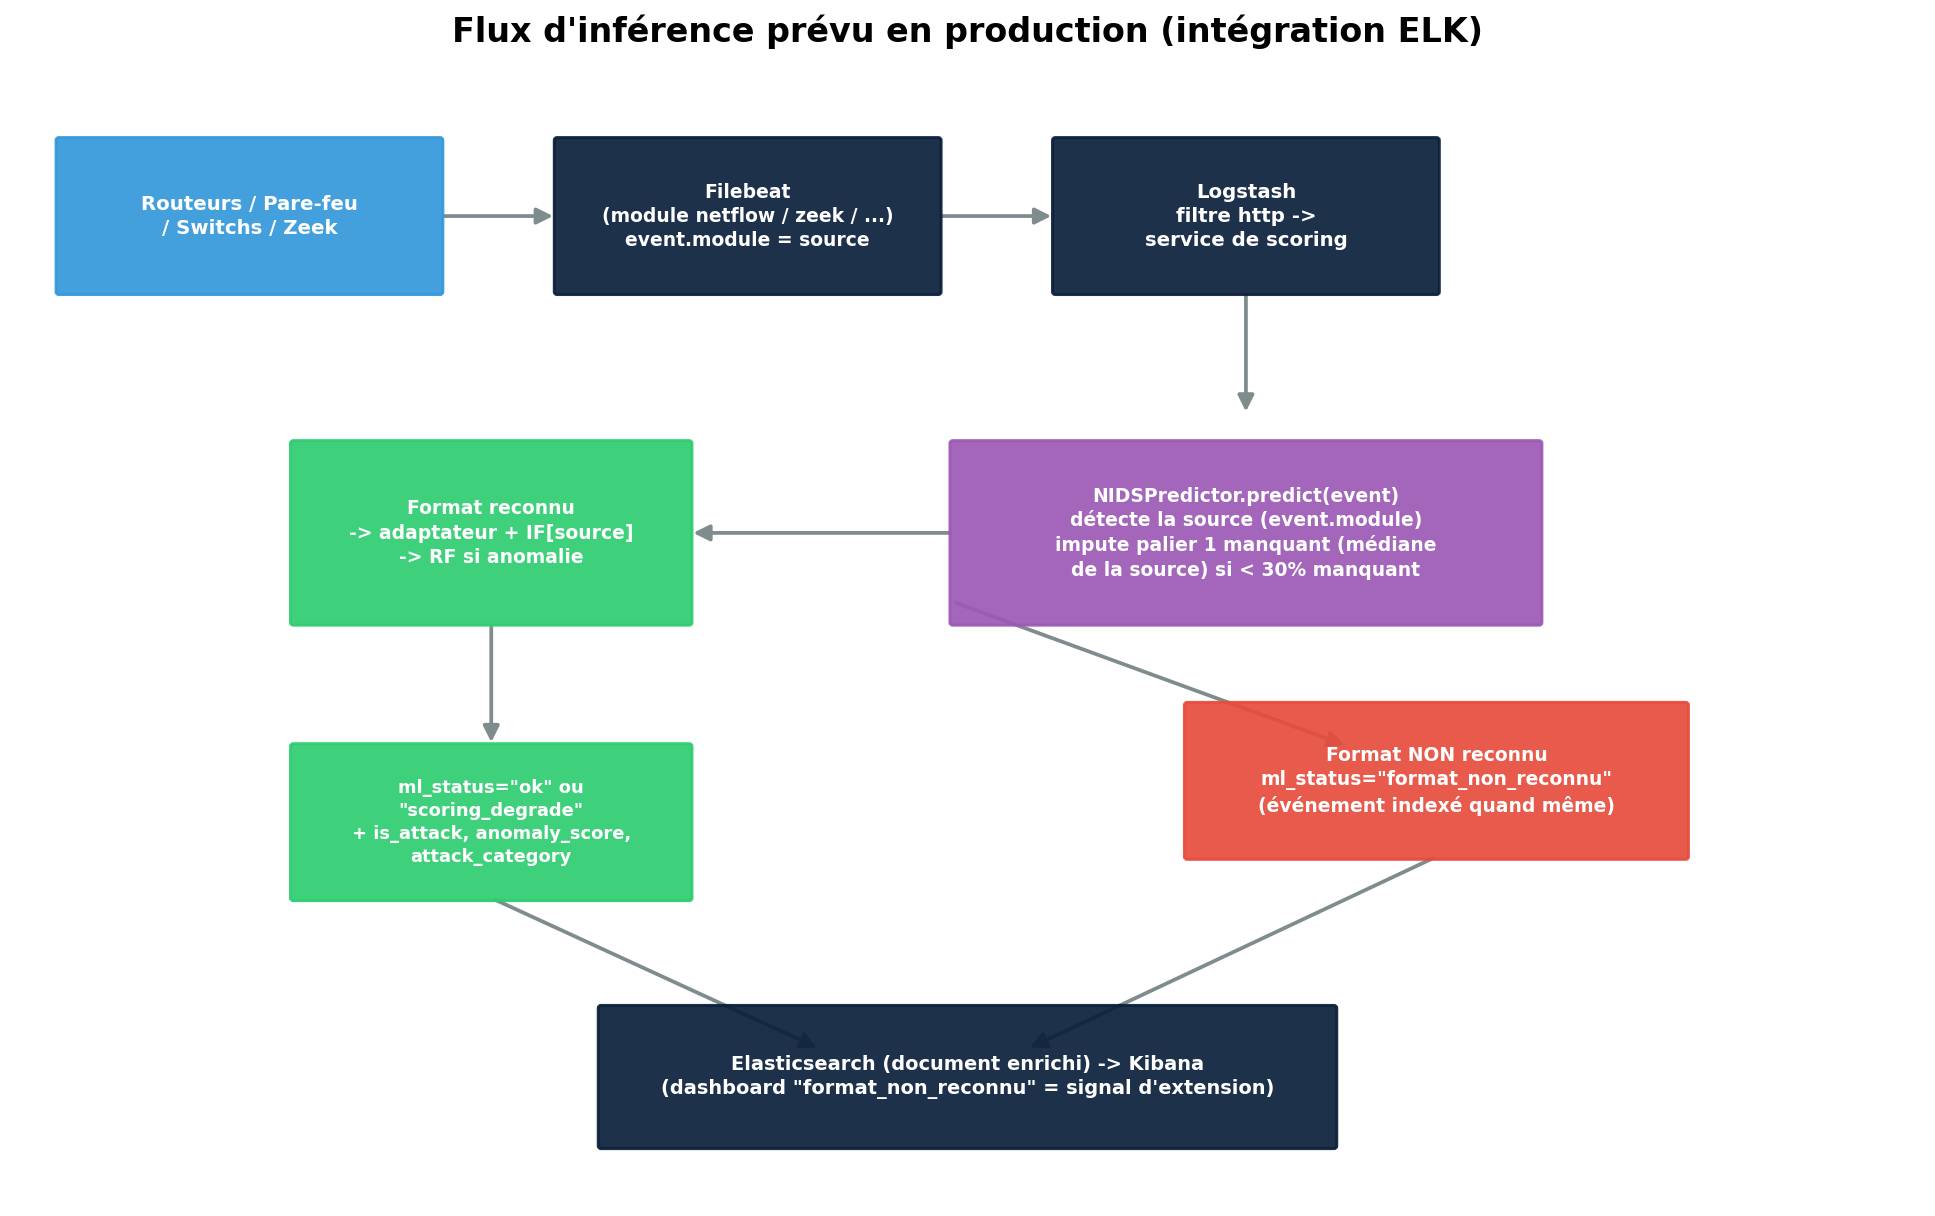 Flux d'inférence prévu en production (intégration ELK)
Routeurs / Pare-feu
/ Switchs / Zeek
Filebeat
(module netflow / zeek / ...)
event.module = source
Logstash
filtre http ->
service de scoring
Format reconnu
-> adaptateur + IF[source]
-> RF si anomalie
NIDSPredictor.predict(event)
détecte la source (event.module)
impute palier 1 manquant (médiane
de la source) si < 30% manquant
ml_status="ok" ou
"scoring_degrade"
+ is_attack, anomaly_score,
attack_category
Format NON reconnu
ml_status="format_non_reconnu"
(événement indexé quand même)
Elasticsearch (document enrichi) -> Kibana
(dashboard "format_non_reconnu" = signal d'extension)